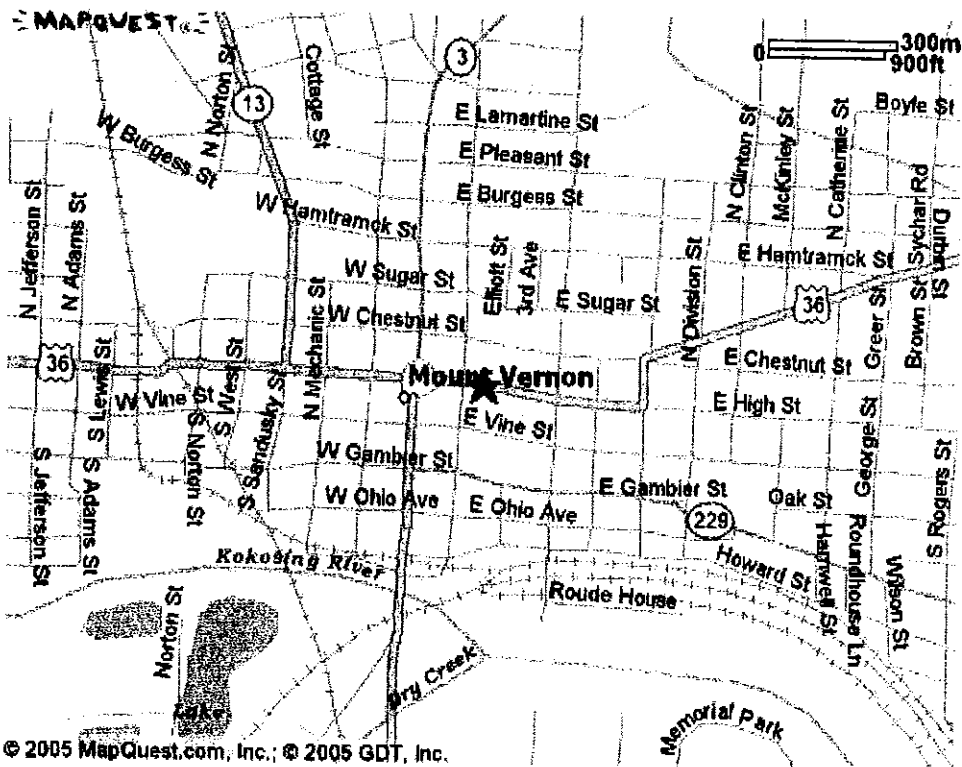 MAPQUEST
300m
0
900ft
3
13
N Norton St
Cottage St
W Burgess St
E Lamartine St
E Pleasant St
E Burgess St
Boyle St
N Clinton St
McKinley St
N Catherine St
Sychar Rd
Durbin St
N Jefferson St
N Adams St
W Hamtramck St
E Hamtramck St
W Sugar St
Elliott St
3rd Ave
E Sugar St
N Division St
36
Greer St
Brown St
N Mechanic St
W Chestnut St
E Chestnut St
36
Mount Vernon
S Lewis St
W Vine St
S West St
S Sandusky St
E Vine St
E High St
S Norton St
George St
W Gambier St
E Gambier St
S Jefferson St
S Adams St
W Ohio Ave
E Ohio Ave
Oak St
229
S Rogers St
Kokosing River
Howard St
Hamwell St
Roundhouse Ln
Wilson St
Norton St
Roude House
Dry Creek
Lake
Memorial Park
© 2005 MapQuest.com, Inc.; © 2005 GDT, Inc.